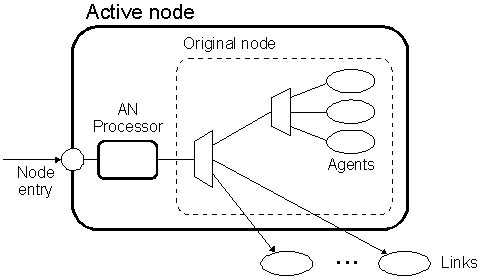 Active node
Original node
AN
Processor
Agents
Node
entry
...
Links